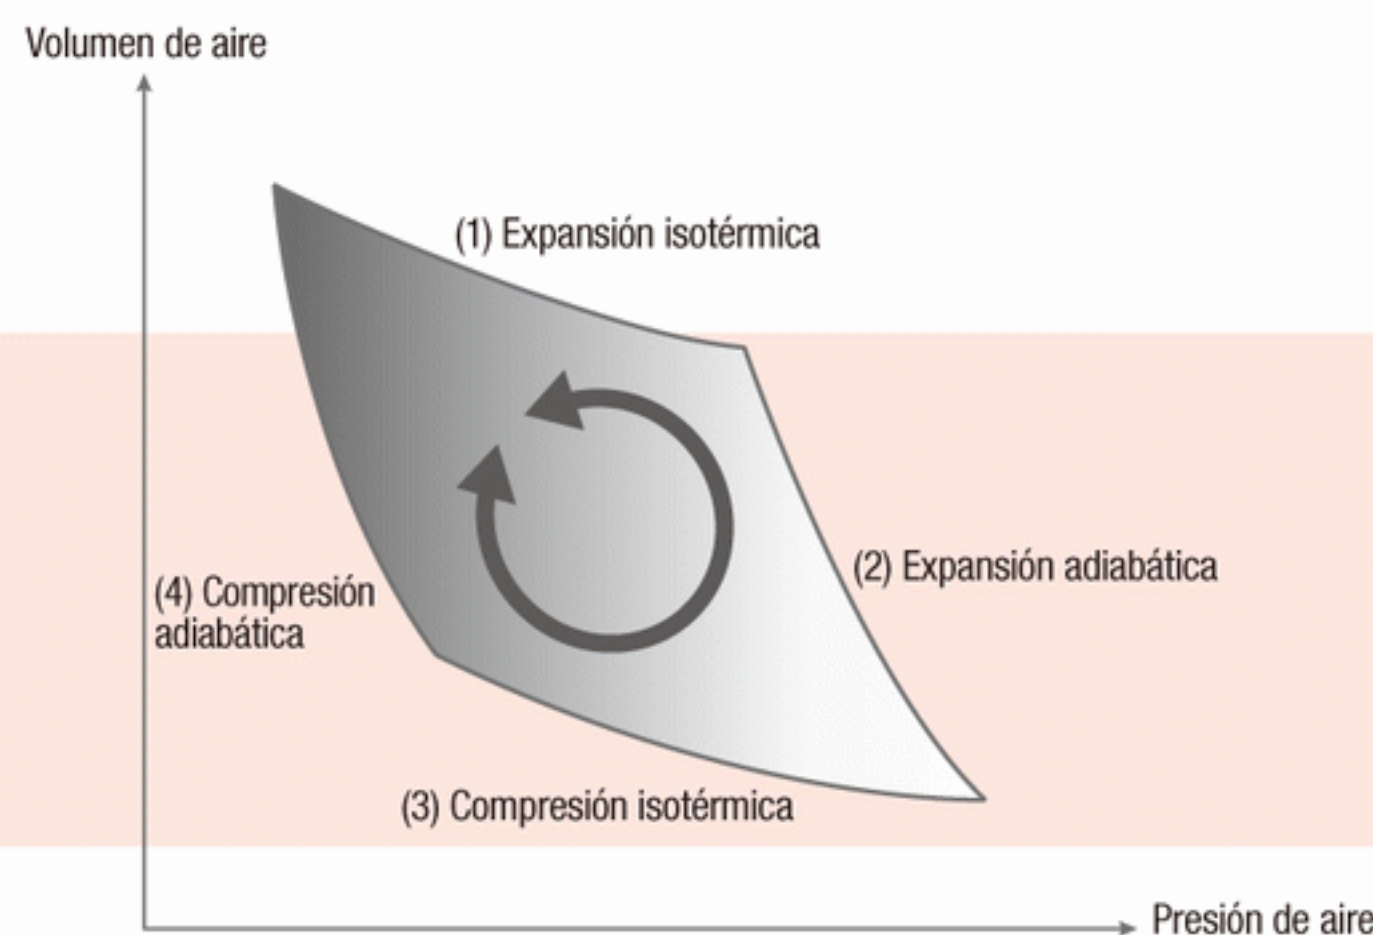 Volumen de aire
(1) Expansión isotérmica
(2) Expansión adiabática
(4) Compresión
adiabática
(3) Compresión isotérmica
Presión de aire